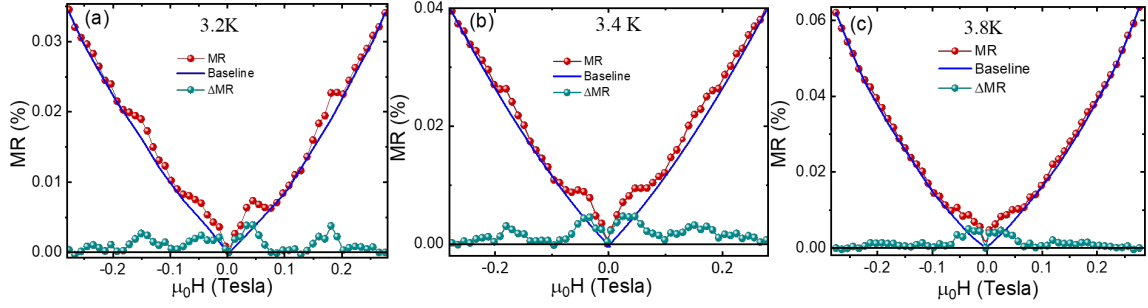 (a)
3.2K
MR
Baseline
ΔMR
MR (%)
0.03
0.02
0.01
0.00
-0.2
-0.1
0.0
0.1
0.2
μ0H (Tesla)
(b)
3.4 K
MR
Baseline
ΔMR
MR (%)
0.04
0.02
0.00
-0.2
0.0
0.2
μ0H (Tesla)
(c)
3.8K
MR
Baseline
ΔMR
MR (%)
0.06
0.04
0.02
0.00
-0.2
-0.1
0.0
0.1
0.2
μ0H (Tesla)